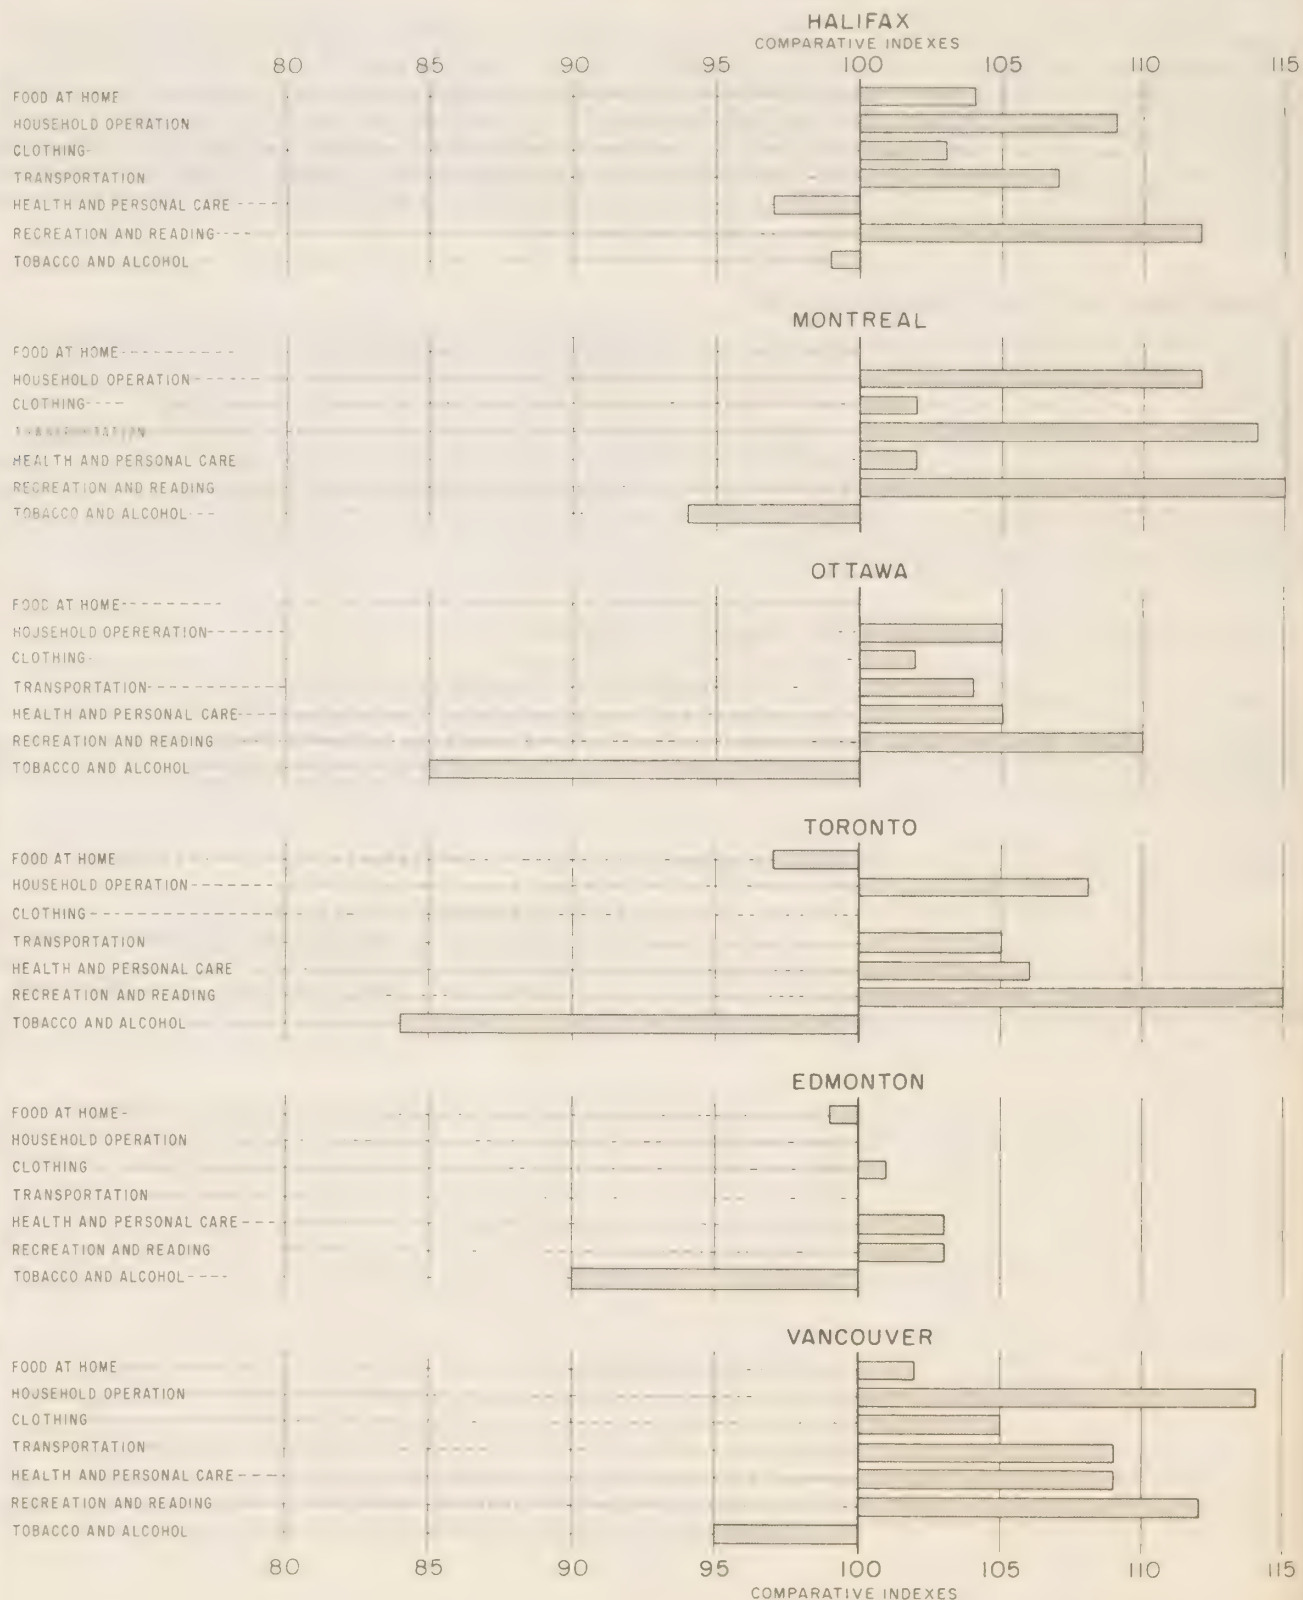 HALIFAX
COMPARATIVE INDEXES
80 85 90 95 100 105 110 115
FOOD AT HOME
HOUSEHOLD OPERATION
CLOTHING
TRANSPORTATION
HEALTH AND PERSONAL CARE
RECREATION AND READING
TOBACCO AND ALCOHOL
MONTREAL
FOOD AT HOME
HOUSEHOLD OPERATION
CLOTHING
TRANSPORTATION
HEALTH AND PERSONAL CARE
RECREATION AND READING
TOBACCO AND ALCOHOL
OTTAWA
FOOD AT HOME
HOUSEHOLD OPERERATION
CLOTHING
TRANSPORTATION
HEALTH AND PERSONAL CARE
RECREATION AND READING
TOBACCO AND ALCOHOL
TORONTO
FOOD AT HOME
HOUSEHOLD OPERATION
CLOTHING
TRANSPORTATION
HEALTH AND PERSONAL CARE
RECREATION AND READING
TOBACCO AND ALCOHOL
EDMONTON
FOOD AT HOME
HOUSEHOLD OPERATION
CLOTHING
TRANSPORTATION
HEALTH AND PERSONAL CARE
RECREATION AND READING
TOBACCO AND ALCOHOL
VANCOUVER
FOOD AT HOME
HOUSEHOLD OPERATION
CLOTHING
TRANSPORTATION
HEALTH AND PERSONAL CARE
RECREATION AND READING
TOBACCO AND ALCOHOL
80 85 90 95 100 105 110 115
COMPARATIVE INDEXES